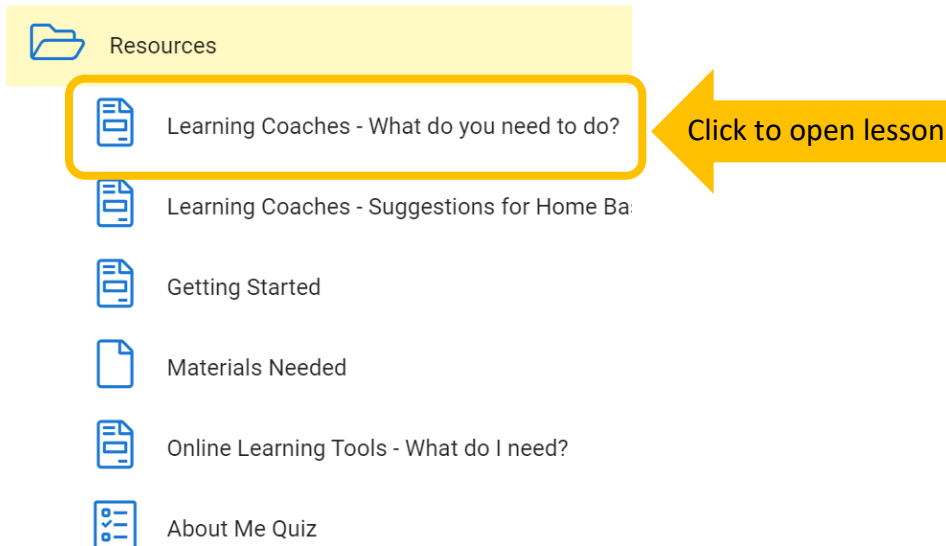 Resources
Learning Coaches - What do you need to do?
Click to open lesson
Learning Coaches - Suggestions for Home
Getting Started
Materials Needed
Online Learning Tools - What do I need?
About Me Quiz